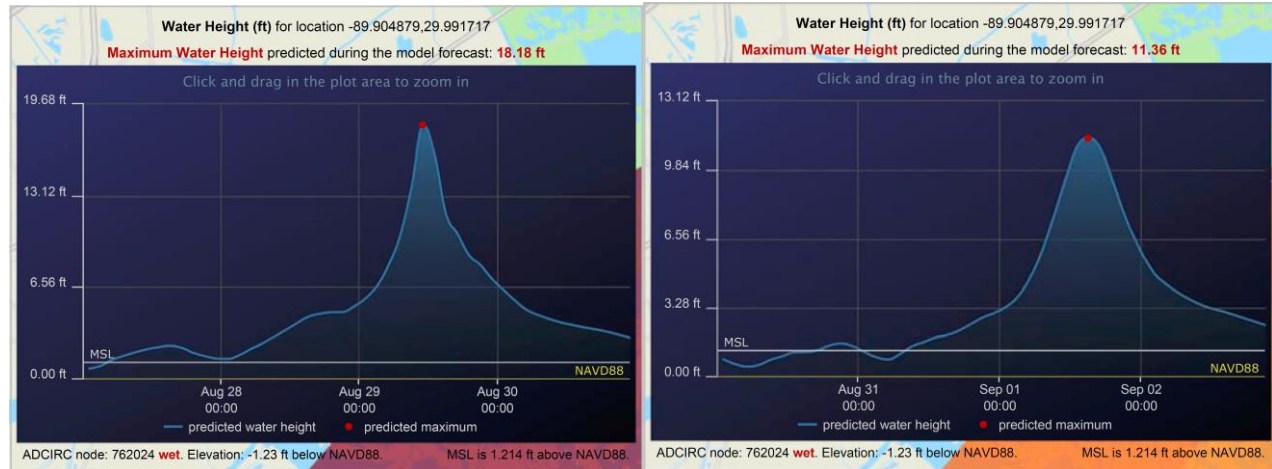 Water Height (ft) for location -89.904879,29.991717
Maximum Water Height predicted during the model forecast: 18.18 ft
Click and drag in the plot area to zoom in
19.68 ft
13.12 ft
6.56 ft
MSL
0.00 ft
NAVD88
Aug 28 Aug 29 Aug 30
00:00 00:00 00:00
predicted water height predicted maximum
ADCIRC node: 762024 wet. Elevation: -1.23 ft below NAVD88. MSL is 1.214 ft above NAVD88.
Water Height (ft) for location -89.904879,29.991717
Maximum Water Height predicted during the model forecast: 11.36 ft
Click and drag in the plot area to zoom in
13.12 ft
9.84 ft
6.56 ft
3.28 ft
MSL
0.00 ft
NAVD88
Aug 31 Sep 01 Sep 02
00:00 00:00 00:00
predicted water height predicted maximum
ADCIRC node: 762024 wet. Elevation: -1.23 ft below NAVD88. MSL is 1.214 ft above NAVD88.